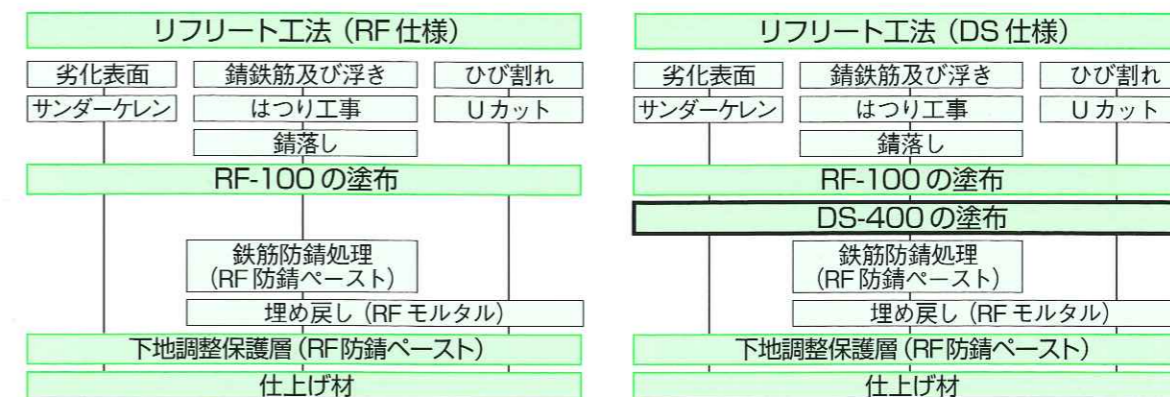 リフリート工法（RF仕様）
劣化表面
錆鉄筋及び浮き
ひび割れ
サンダーケレン
はつり工事
Uカット
錆落し
RF-100の塗布
鉄筋防錆処理
（RF防錆ペースト）
埋め戻し（RFモルタル）
下地調整保護層（RF防錆ペースト）
仕上げ材
リフリート工法（DS仕様）
劣化表面
錆鉄筋及び浮き
ひび割れ
サンダーケレン
はつり工事
Uカット
錆落し
RF-100の塗布
DS-400の塗布
鉄筋防錆処理
（RF防錆ペースト）
埋め戻し（RFモルタル）
下地調整保護層（RF防錆ペースト）
仕上げ材